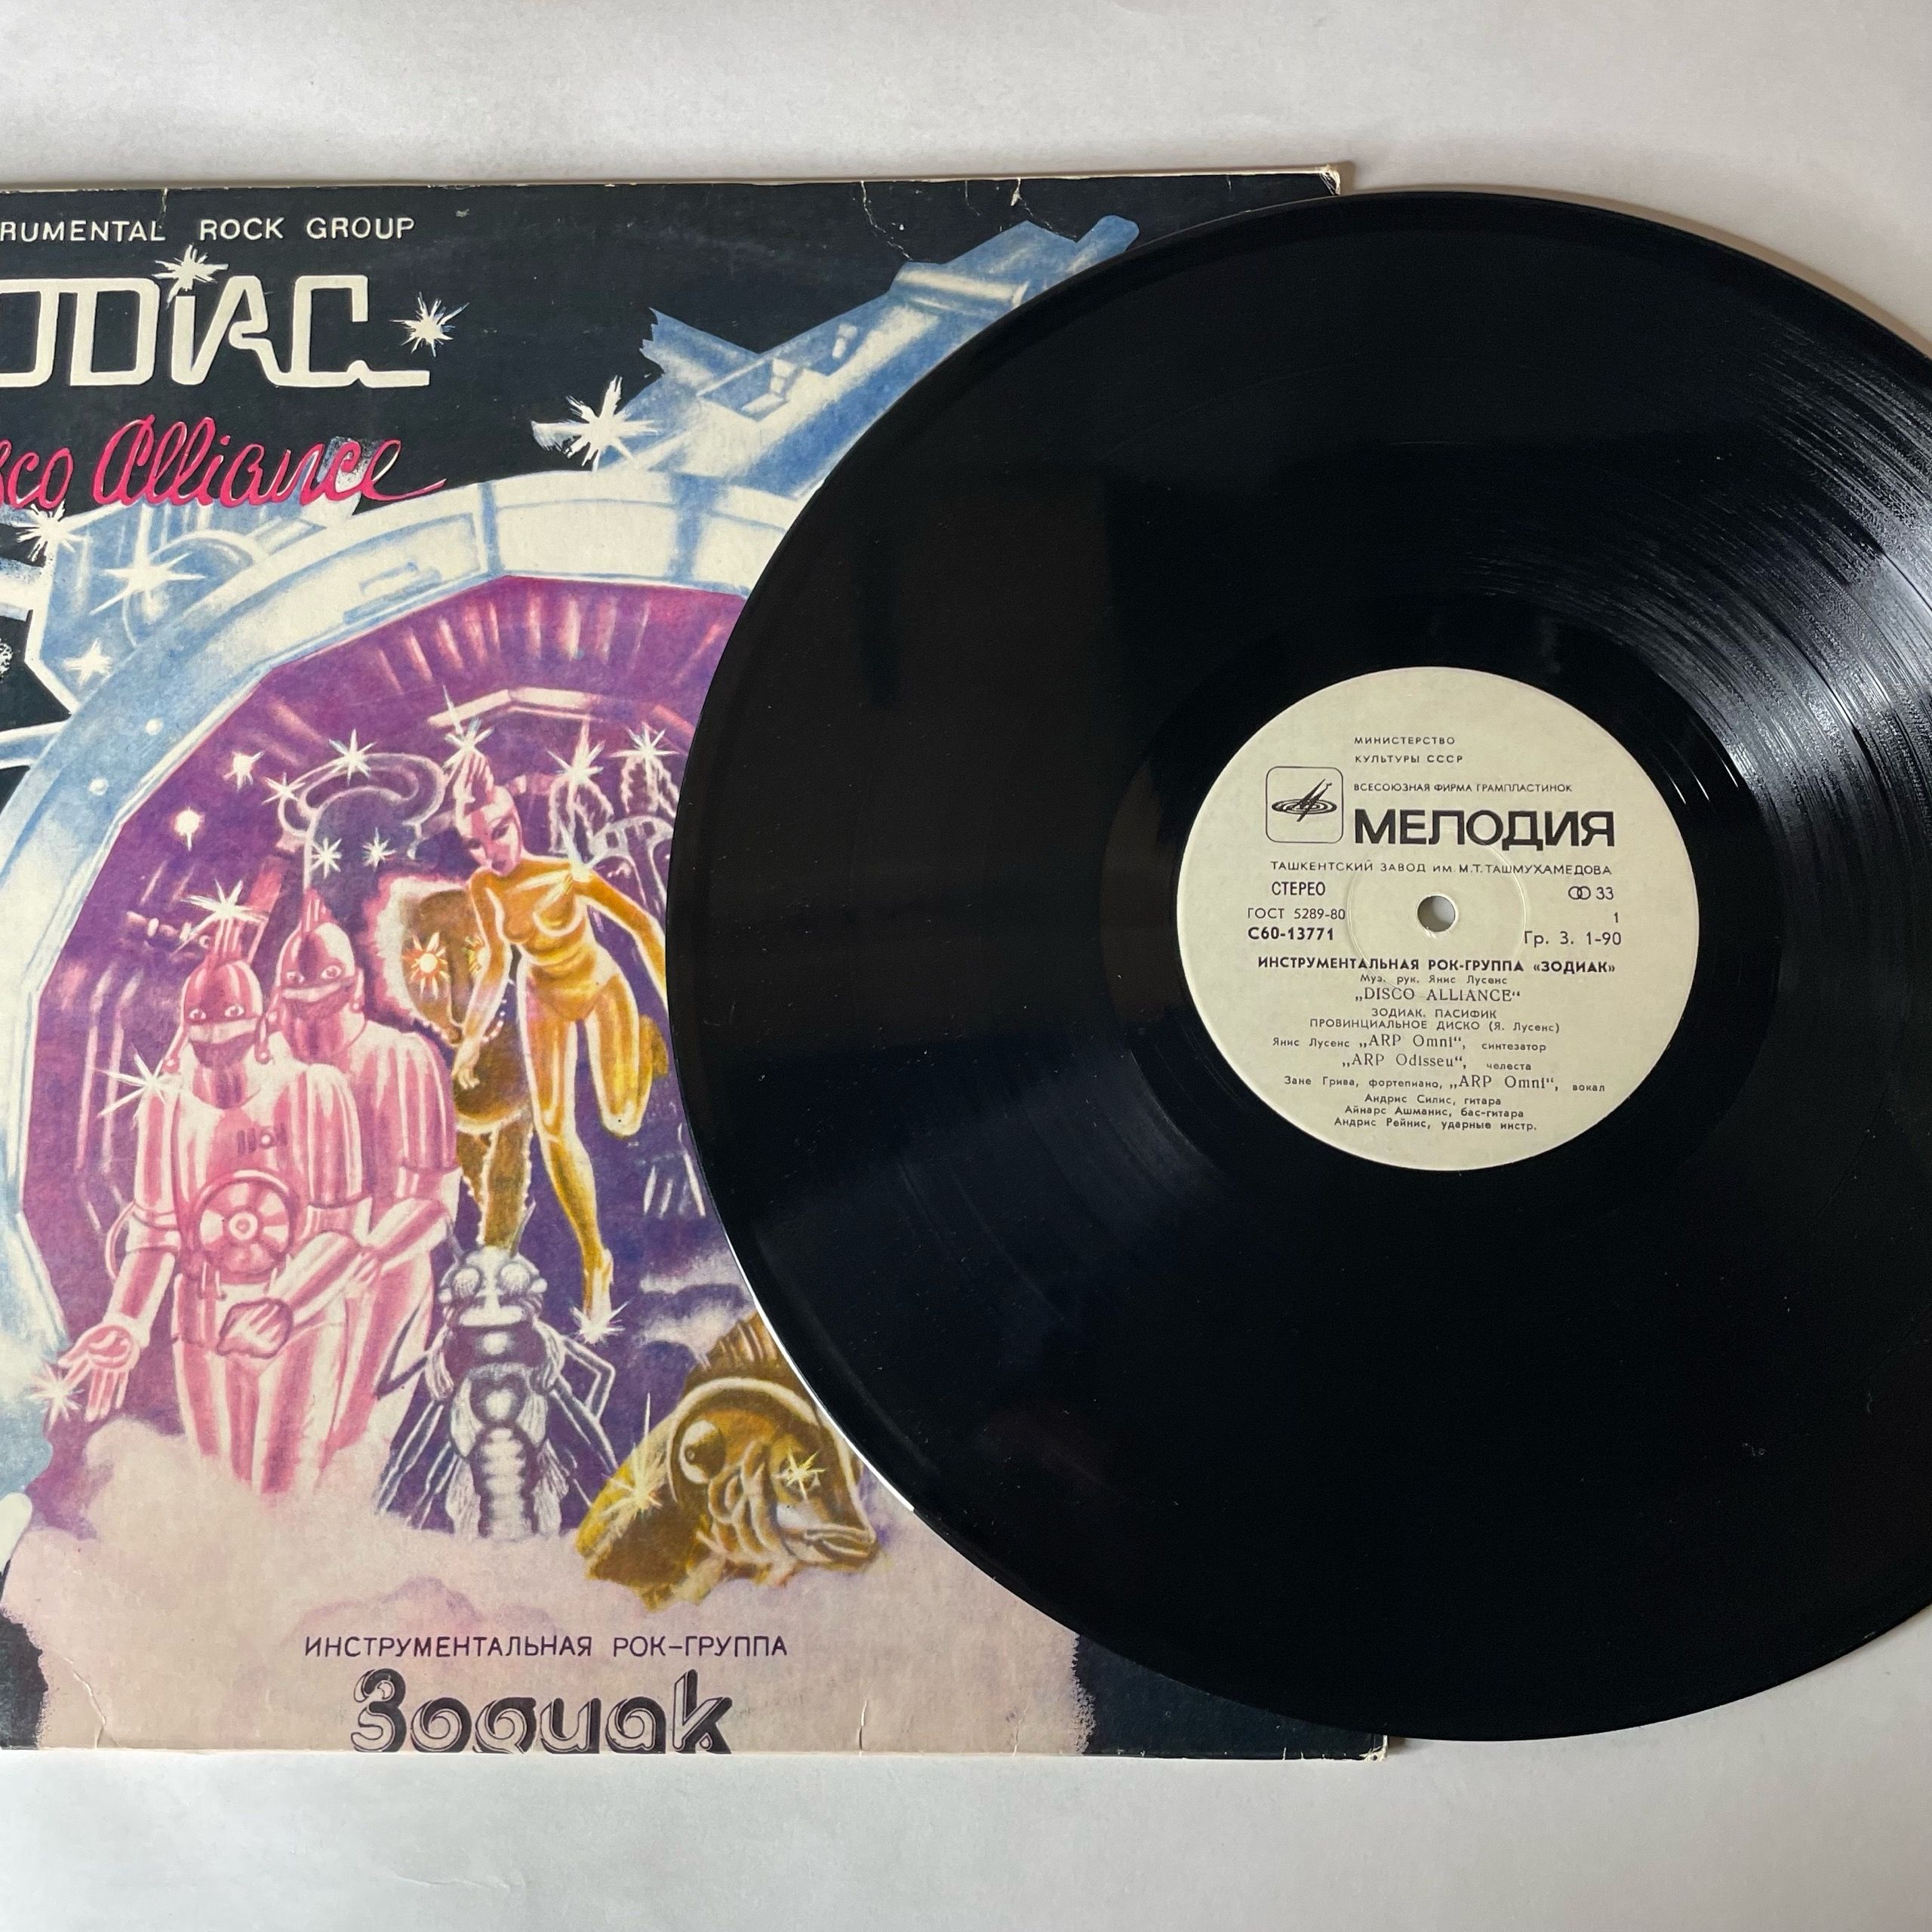 RUMENTAL ROCK GROUP
ODIAC
sco Alliance
ИНСТРУМЕНТАЛЬНАЯ РОК-ГРУППА
Зодиак
МИНИСТЕРСТВО
КУЛЬТУРЫ СССР
ВСЕСОЮЗНАЯ ФИРМА ГРАМПЛАСТИНОК
МЕЛОДИЯ
ТАШКЕНТСКИЙ ЗАВОД ИМ. М.Т. ТАШМУХАМЕДОВА
СТЕРЕО 33
ГОСТ 5289-80 1
С60-13771 Гр. 3. 1-90
ИНСТРУМЕНТАЛЬНАЯ РОК-ГРУППА «ЗОДИАК»
Муз. рук. Янис Лусенс
„DISCO ALLIANCE“
ЗОДИАК. ПАСИФИК
ПРОВИНЦИАЛЬНОЕ ДИСКО (Я. Лусенс)
Янис Лусенс „ARP Omni“, синтезатор
„ARP Odisseu“, челеста
Зане Грива, фортепиано, „ARP Omni“, вокал
Андрис Силис, гитара
Айнарс Ашманис, бас-гитара
Андрис Рейнис, ударные инстр.